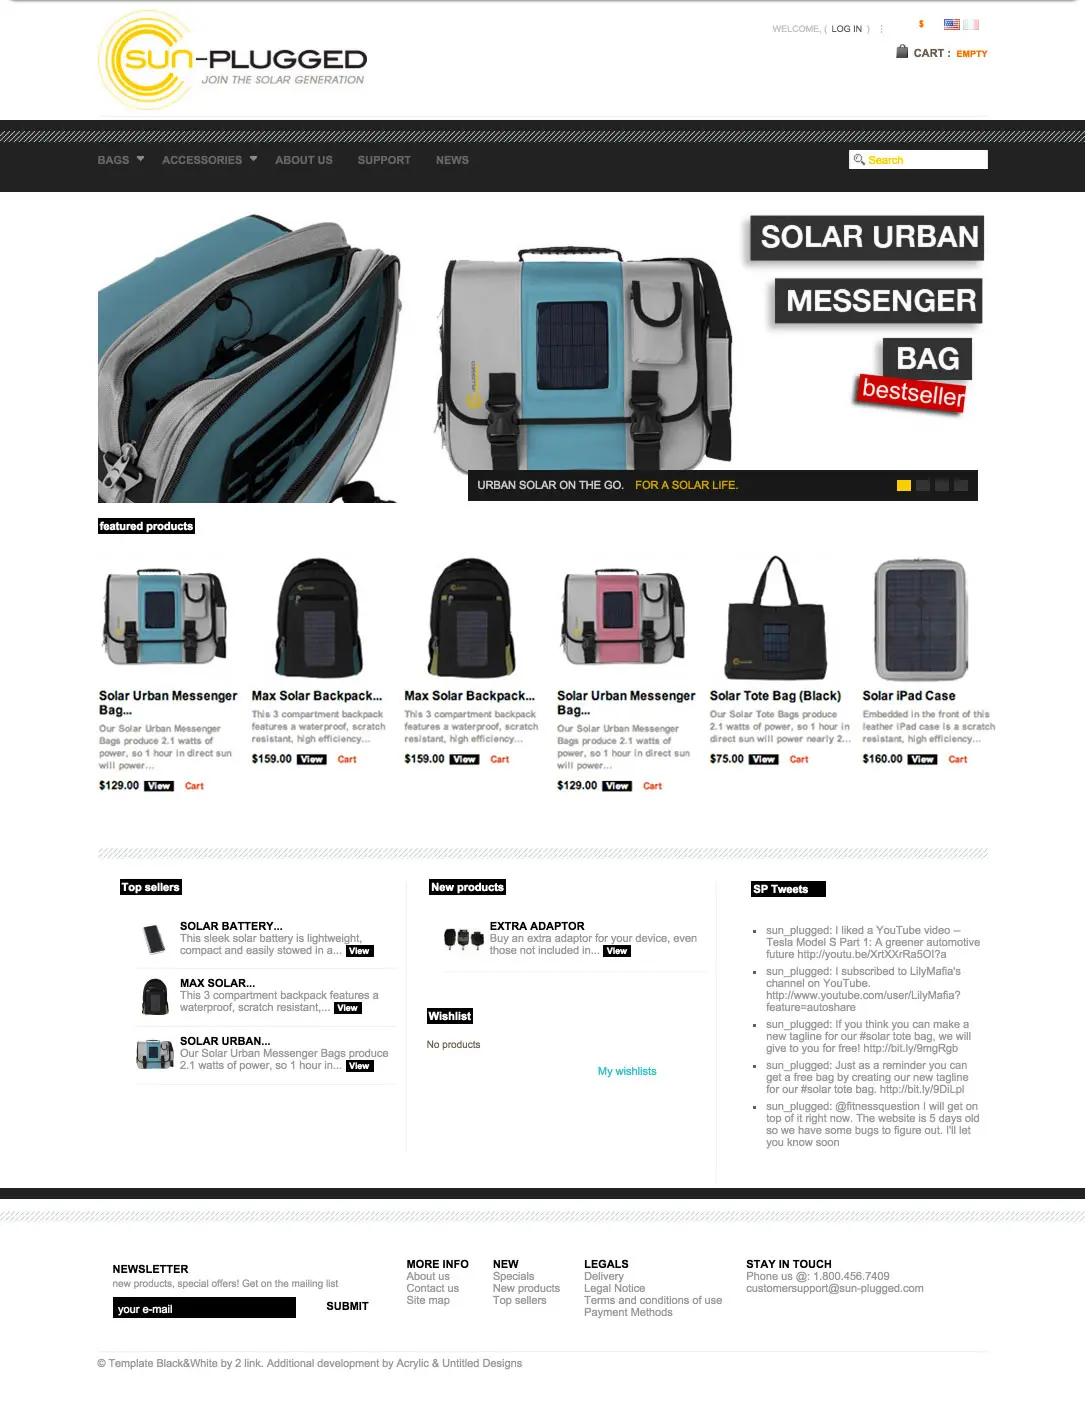 SUN-PLUGGED
JOIN THE SOLAR GENERATION
WELCOME, ( LOG IN )
$
CART : EMPTY
BAGS ACCESSORIES ABOUT US SUPPORT NEWS
Search
SOLAR URBAN
MESSENGER
BAG
bestseller
URBAN SOLAR ON THE GO. FOR A SOLAR LIFE.
featured products
Solar Urban Messenger
Bag...
Our Solar Urban Messenger
Bags produce 2.1 watts of
power, so 1 hour in direct sun
will power...
$129.00 View Cart
Max Solar Backpack...
This 3 compartment backpack
features a waterproof, scratch
resistant, high efficiency...
$159.00 View Cart
Max Solar Backpack...
This 3 compartment backpack
features a waterproof, scratch
resistant, high efficiency...
$159.00 View Cart
Solar Urban Messenger
Bag...
Our Solar Urban Messenger
Bags produce 2.1 watts of
power, so 1 hour in direct sun
will power...
$129.00 View Cart
Solar Tote Bag (Black)
Our Solar Tote Bags produce
2.1 watts of power, so 1 hour in
direct sun will power nearly 2...
$75.00 View Cart
Solar iPad Case
Embedded in the front of this
leather iPad case is a scratch
resistant, high efficiency...
$160.00 View Cart
Top sellers
SOLAR BATTERY...
This sleek solar battery is lightweight,
compact and easily stowed in a... View
MAX SOLAR...
This 3 compartment backpack features a
waterproof, scratch resistant,... View
SOLAR URBAN...
Our Solar Urban Messenger Bags produce
2.1 watts of power, so 1 hour in... View
New products
EXTRA ADAPTOR
Buy an extra adaptor for your device, even
those not included in... View
Wishlist
No products
My wishlists
SP Tweets
sun_plugged: I liked a YouTube video --
Tesla Model S Part 1: A greener automotive
future http://youtu.be/XrtXXrRa5OI?a
sun_plugged: I subscribed to LilyMafia's
channel on YouTube.
http://www.youtube.com/user/LilyMafia?
feature=autoshare
sun_plugged: If you think you can make a
new tagline for our #solar tote bag, we will
give to you for free! http://bit.ly/9mgRgb
sun_plugged: Just as a reminder you can
get a free bag by creating our new tagline
for our #solar tote bag. http://bit.ly/9DiLpl
sun_plugged: @fitnessquestion I will get on
top of it right now. The website is 5 days old
so we have some bugs to figure out. I'll let
you know soon
NEWSLETTER
new products, special offers! Get on the mailing list
your e-mail SUBMIT
MORE INFO
About us
Contact us
Site map
NEW
Specials
New products
Top sellers
LEGALS
Delivery
Legal Notice
Terms and conditions of use
Payment Methods
STAY IN TOUCH
Phone us @: 1.800.456.7409
customersupport@sun-plugged.com
© Template Black&White by 2 link. Additional development by Acrylic & Untitled Designs